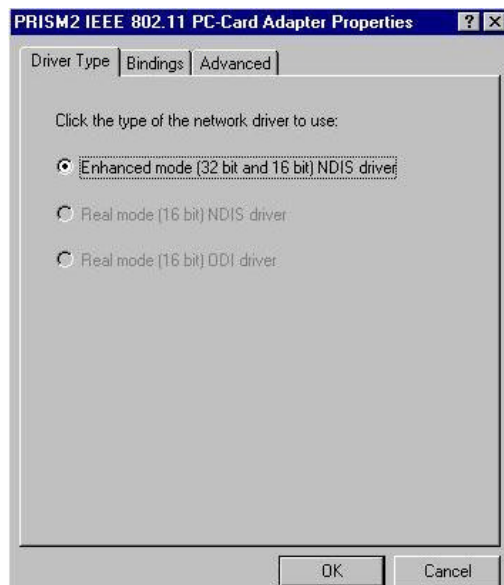 PRISM2 IEEE 802.11 PC-Card Adapter Properties
Driver Type Bindings Advanced
Click the type of the network driver to use:
Enhanced mode (32 bit and 16 bit) NDIS driver
Real mode (16 bit) NDIS driver
Real mode (16 bit) ODI driver
OK Cancel